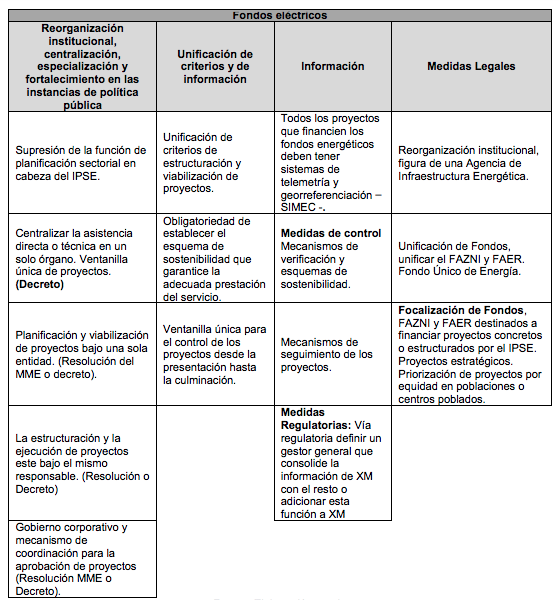 Fondos eléctricos
Reorganización
institucional,
centralización,
especialización y
fortalecimiento en las
instancias de política
pública
Unificación de
criterios y de
información
Información
Medidas Legales
Supresión de la función de
planificación sectorial en
cabeza del IPSE.
Unificación de
criterios de
estructuración y
viabilización de
proyectos.
Todos los proyectos
que financien los
fondos energéticos
deben tener
sistemas de
telemetría y
georreferenciación –
SIMEC -.
Reorganización institucional,
figura de una Agencia de
Infraestructura Energética.
Centralizar la asistencia
directa o técnica en un
solo órgano. Ventanilla
única de proyectos.
(Decreto)
Obligatoriedad de
establecer el
esquema de
sostenibilidad que
garantice la
adecuada prestación
del servicio.
Medidas de control
Mecanismos de
verificación y
esquemas de
sostenibilidad.
Unificación de Fondos,
unificar el FAZNI y FAER.
Fondo Único de Energía.
Planificación y viabilización
de proyectos bajo una sola
entidad. (Resolución del
MME o decreto).
Ventanilla única para
el control de los
proyectos desde la
presentación hasta
la culminación.
Mecanismos de
seguimiento de los
proyectos.
Focalización de Fondos,
FAZNI y FAER destinados a
financiar proyectos concretos
o estructurados por el IPSE.
Proyectos estratégicos.
Priorización de proyectos por
equidad en poblaciones o
centros poblados.
La estructuración y la
ejecución de proyectos
este bajo el mismo
responsable. (Resolución o
Decreto)
Medidas
Regulatorias: Vía
regulatoria definir un
gestor general que
consolide la
información de XM
con el resto o
adicionar esta
función a XM
Gobierno corporativo y
mecanismo de
coordinación para la
aprobación de proyectos
(Resolución MME o
Decreto).